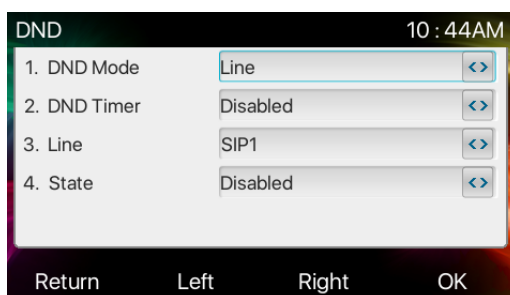 DND 10 : 44AM
1. DND Mode Line <>
2. DND Timer Disabled <>
3. Line SIP1 <>
4. State Disabled <>
Return Left Right OK